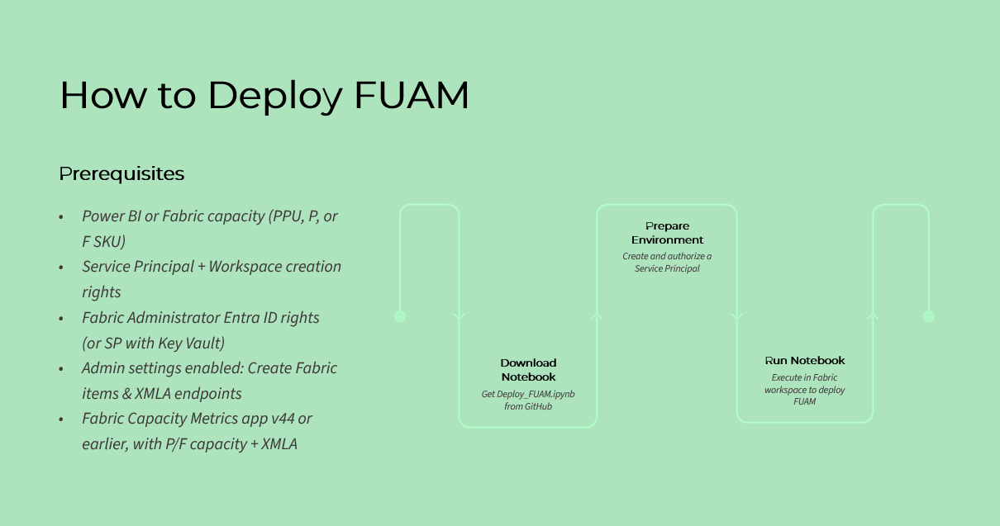 How to Deploy FUAM
Prerequisites
• Power BI or Fabric capacity (PPU, P, or
F SKU)
• Service Principal + Workspace creation
rights
• Fabric Administrator Entra ID rights
(or SP with Key Vault)
• Admin settings enabled: Create Fabric
items & XMLA endpoints
• Fabric Capacity Metrics app v44 or
earlier, with P/F capacity + XMLA
Download
Notebook
Get Deploy_FUAM.ipynb
from GitHub
Prepare
Environment
Create and authorize a
Service Principal
Run Notebook
Execute in Fabric
workspace to deploy
FUAM